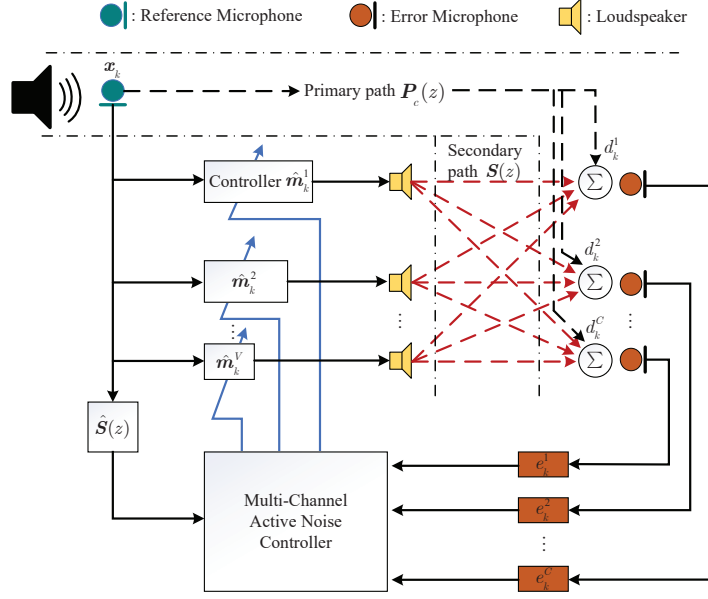 : Reference Microphone : Error Microphone : Loudspeaker
𝒙ₖ
Primary path 𝑷_c(z)
d_k^1
Secondary
path 𝑺(z)
Controller 𝒎̂_k^1
Σ
d_k^2
𝒎̂_k^2
Σ
⋮
⋮
⋮
d_k^C
𝒎̂_k^V
Σ
𝑺̂(z)
e_k^1
Multi-Channel
Active Noise
Controller
e_k^2
⋮
e_k^C